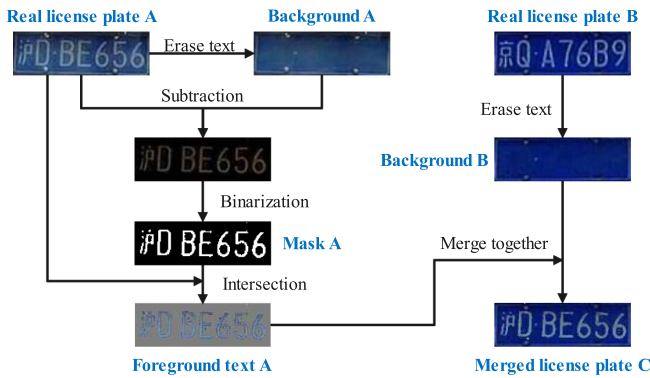 Real license plate A
Background A
Real license plate B
沪D·BE656
Erase text
京Q·A76B9
Subtraction
Erase text
沪D BE656
Background B
Binarization
沪D BE656
Mask A
Merge together
Intersection
沪D BE656
沪D·BE656
Foreground text A
Merged license plate C